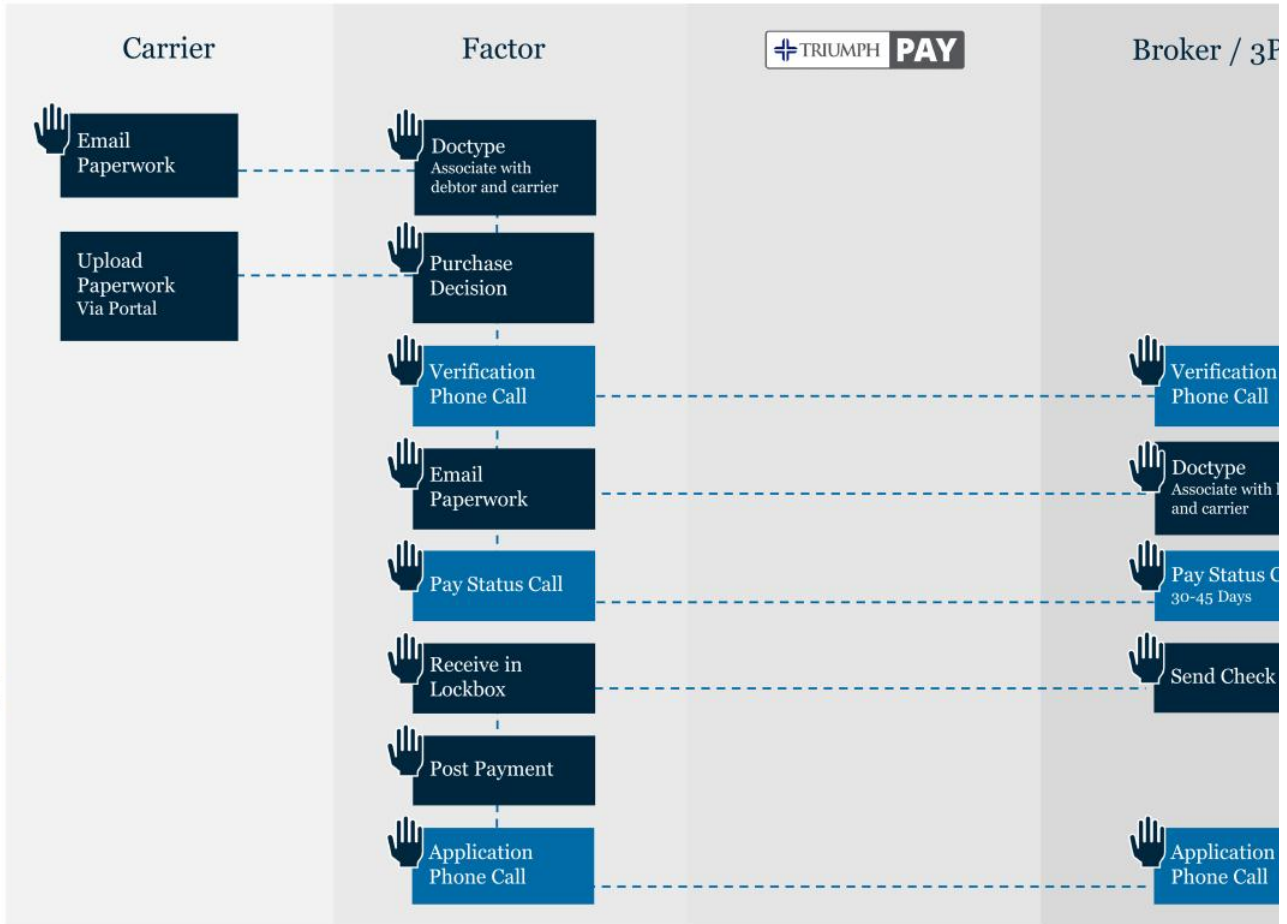 Carrier
Factor
TRIUMPH PAY
Broker / 3P
Email
Paperwork
Doctype
Associate with
debtor and carrier
Upload
Paperwork
Via Portal
Purchase
Decision
Verification
Phone Call
Verification
Phone Call
Email
Paperwork
Doctype
Associate with
and carrier
Pay Status Call
Pay Status C
30-45 Days
Receive in
Lockbox
Send Check
Post Payment
Application
Phone Call
Application
Phone Call